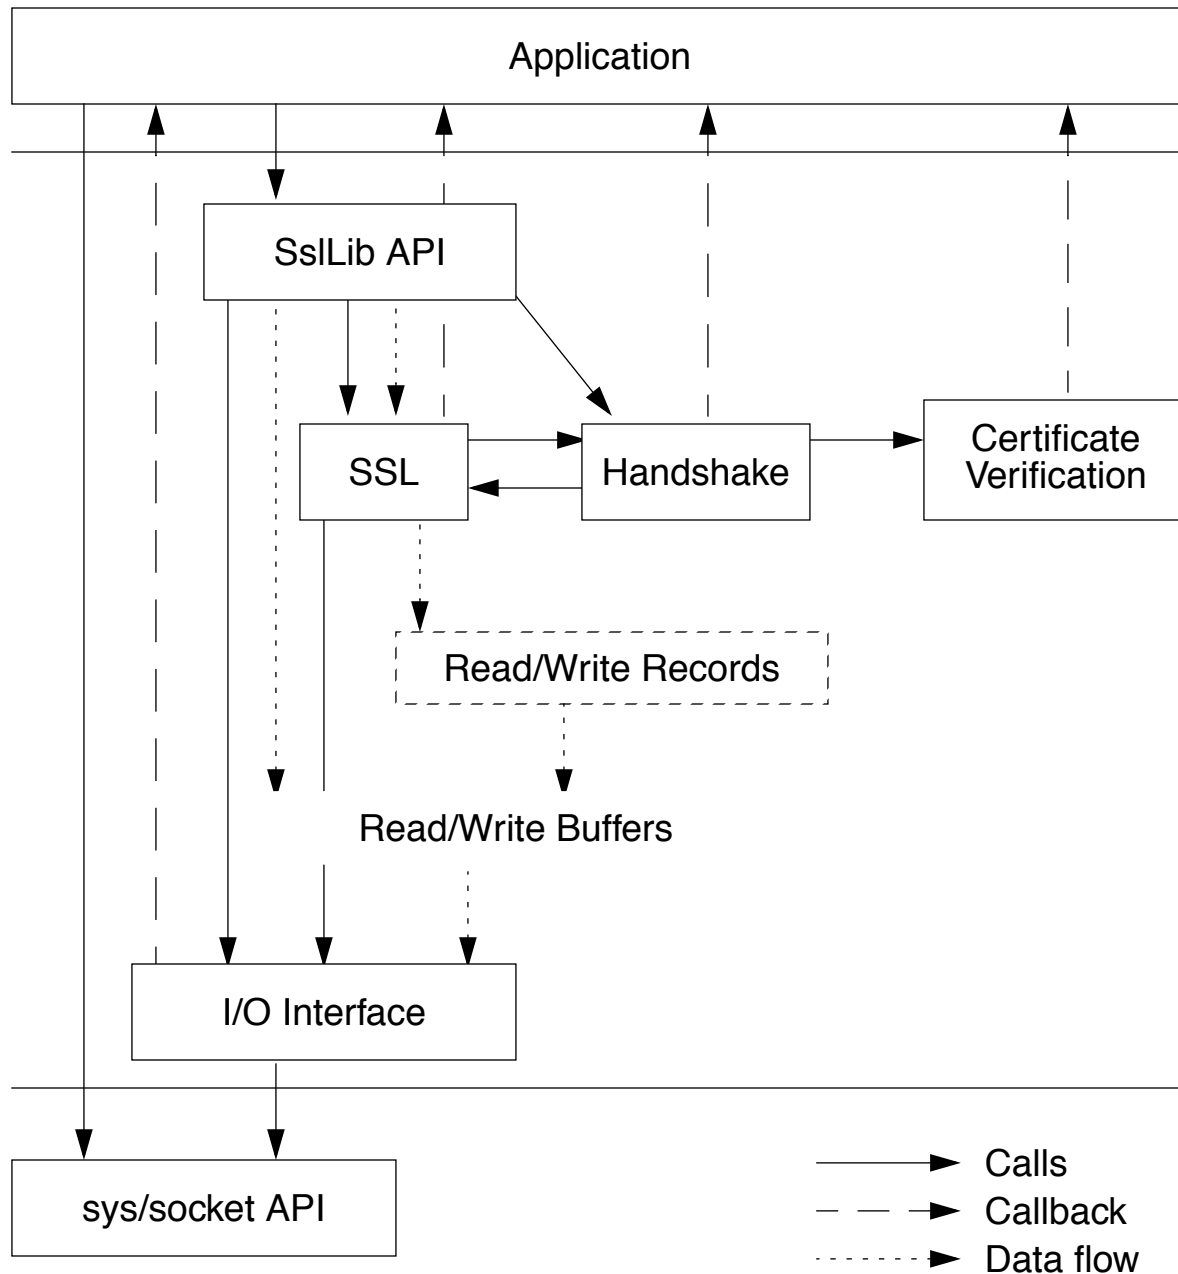 Application
SslLib API
SSL
Handshake
Certificate
Verification
Read/Write Records
Read/Write Buffers
I/O Interface
sys/socket API
Calls
Callback
Data flow